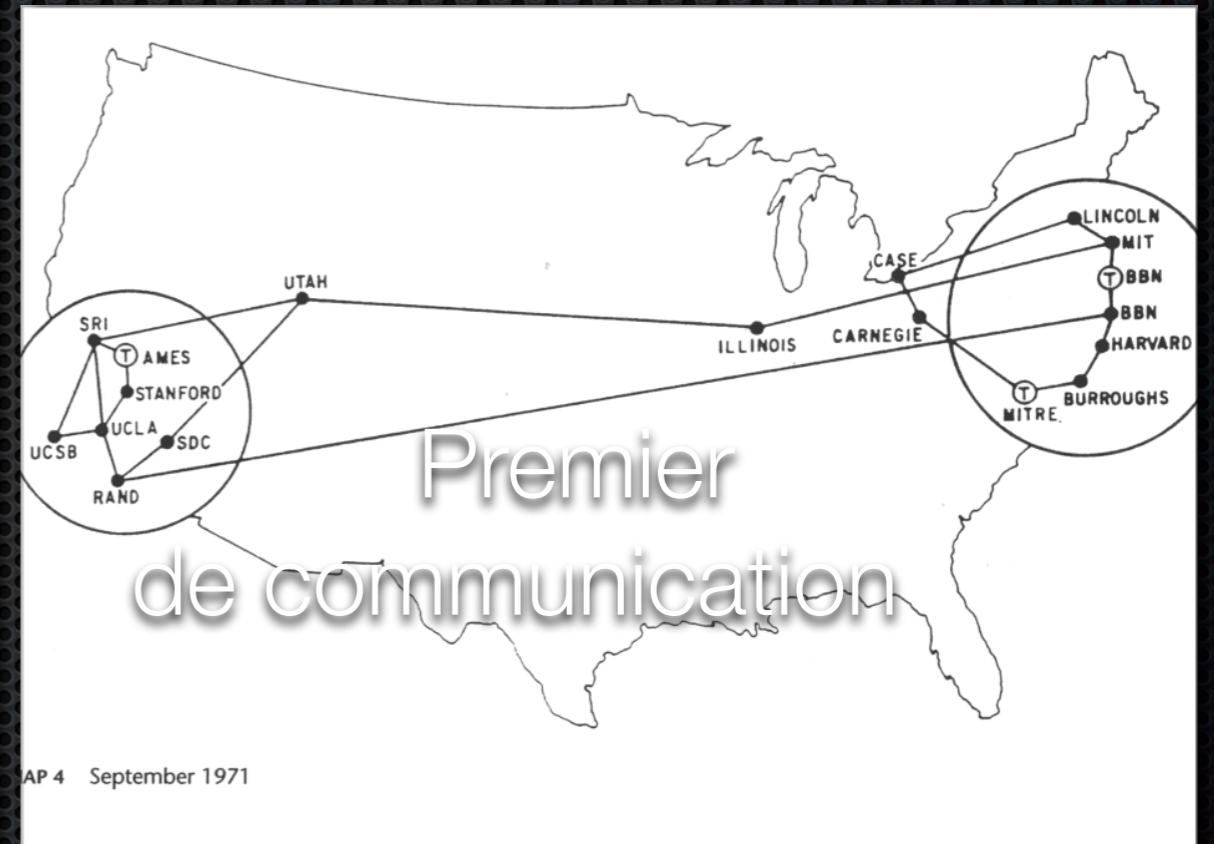 LINCOLN
MIT
CASE
T BBN
UTAH
BBN
SRI
ILLINOIS
CARNEGIE
HARVARD
T AMES
STANFORD
T
BURROUGHS
MITRE
UCLA
SDC
UCSB
RAND
Premier
de communication
AP 4 September 1971